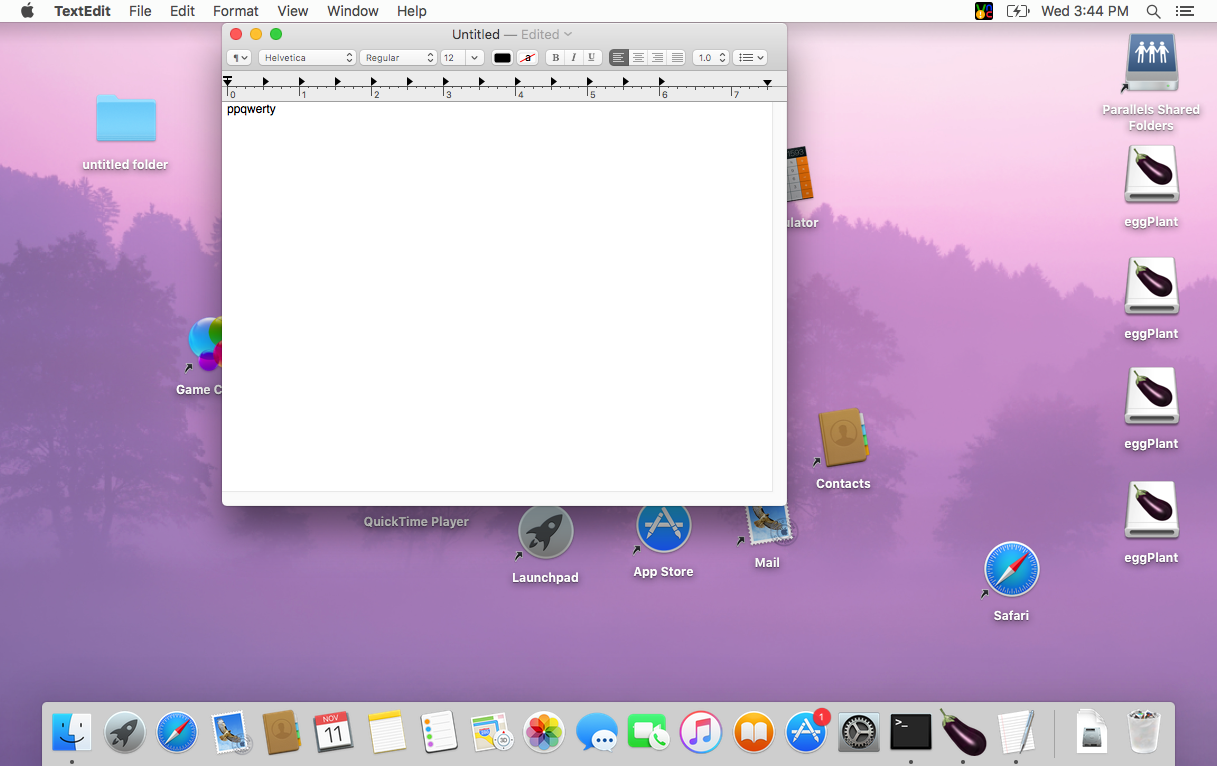 TextEdit File Edit Format View Window Help Wed 3:44 PM
Untitled — Edited
¶ Helvetica Regular 12 a B I U 1.0
0 1 2 3 4 5 6 7
ppqwerty
untitled folder
Parallels Shared
Folders
ulator
eggPlant
eggPlant
Game C
eggPlant
Contacts
QuickTime Player
eggPlant
Mail
App Store
Launchpad
Safari
NOV
11
3D
1
>_